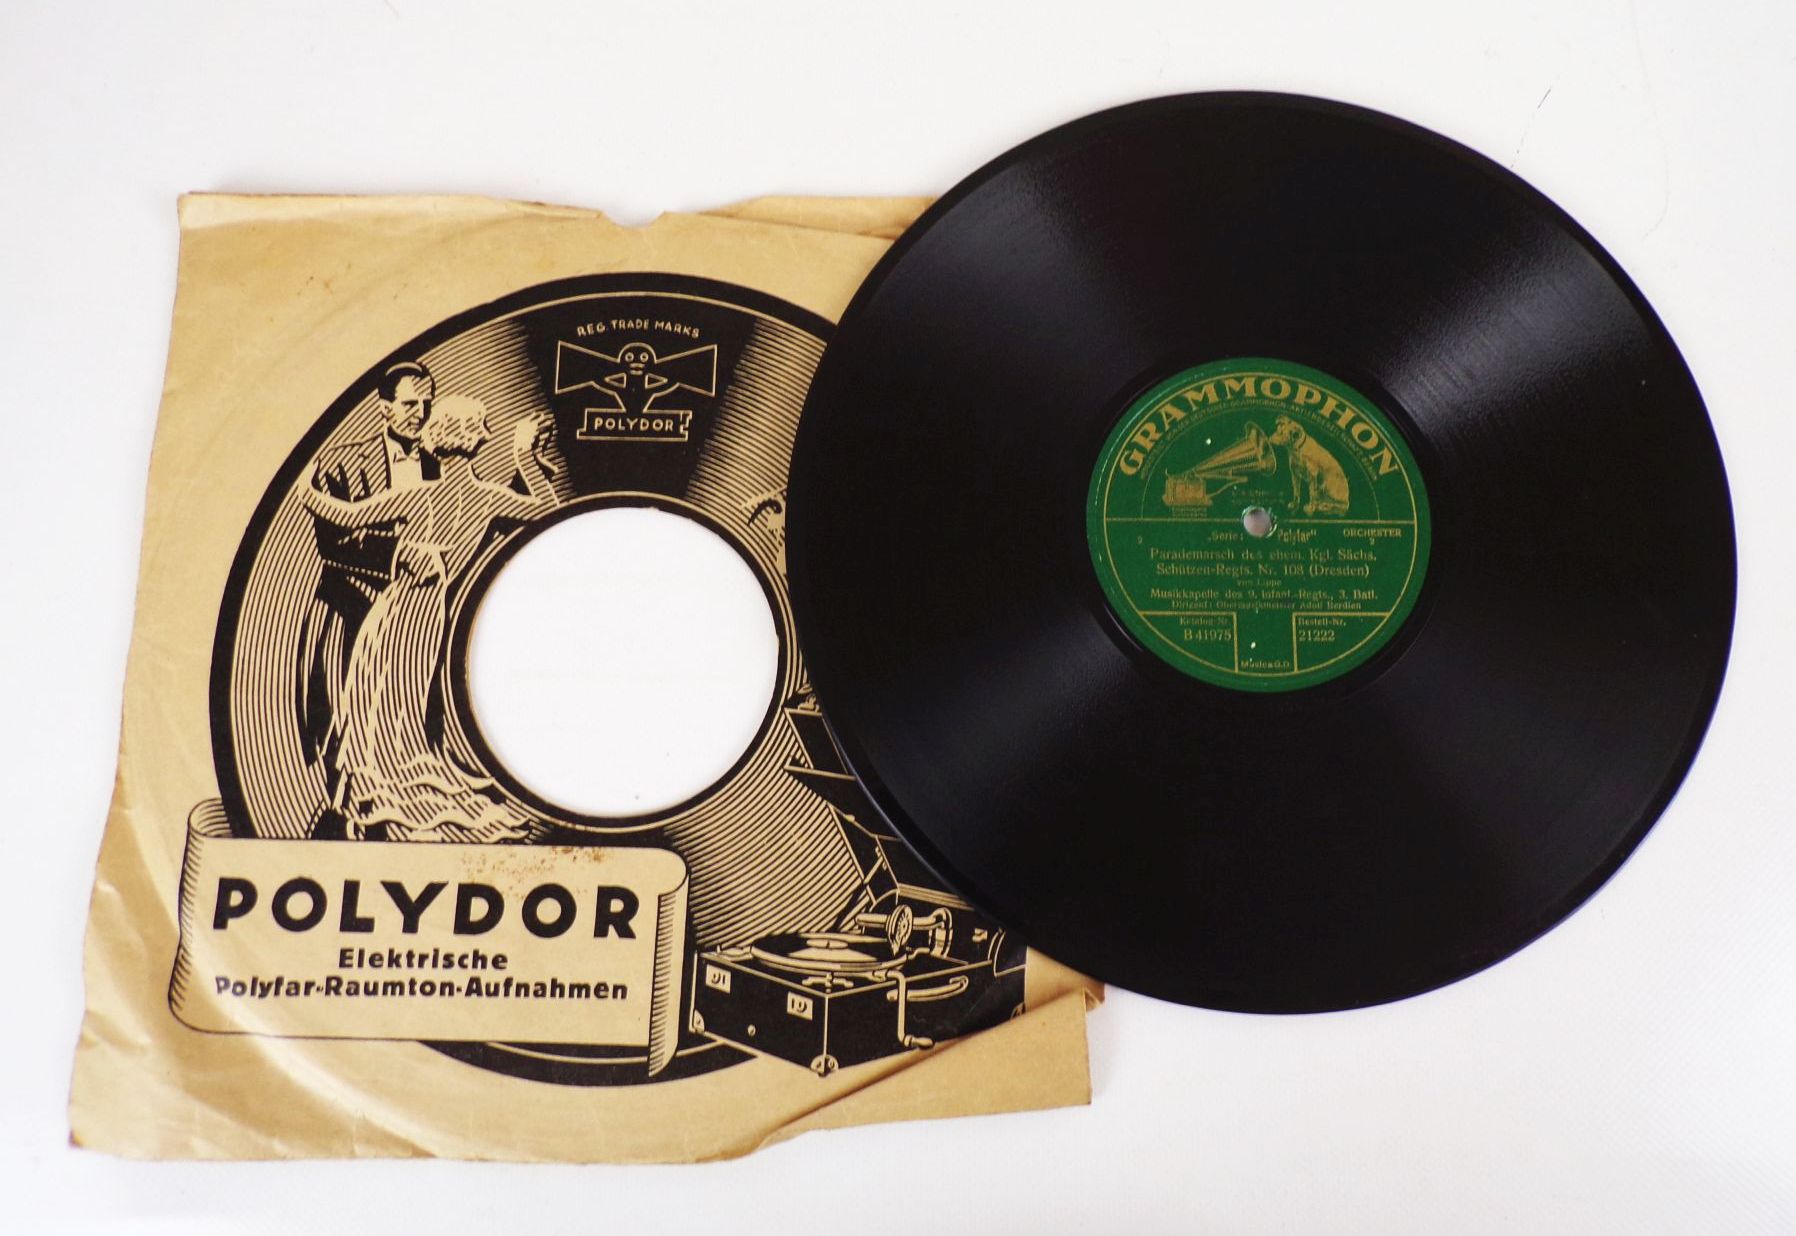 REG. TRADE MARKS
POLYDOR
POLYDOR
Elektrische
Polyfar-Raumton-Aufnahmen
GRAMMOPHON
„Serie: Polyfar"
ORCHESTER
2
2
Parademarsch des ehem. Kgl. Sächs.
Schützen-Regts. Nr. 108 (Dresden)
von Lippe
Musikkapelle des 9. Infant.-Regts., 3. Batl.
Dirigent: Obermusikmeister Adolf Berdien
Katalog-Nr.
B 41975
Bestell-Nr.
21222